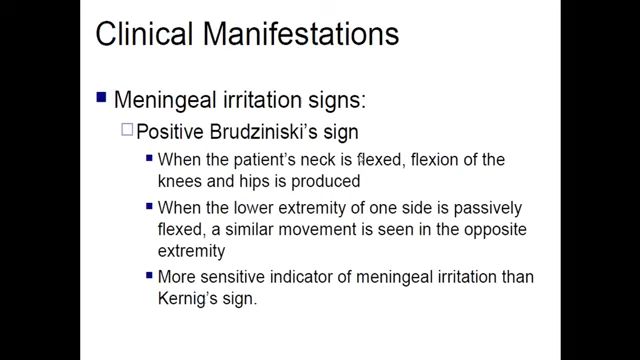 Clinical Manifestations
Meningeal irritation signs:
Positive Brudziniski's sign
When the patient's neck is flexed, flexion of the
knees and hips is produced
When the lower extremity of one side is passively
flexed, a similar movement is seen in the opposite
extremity
More sensitive indicator of meningeal irritation than
Kernig's sign.